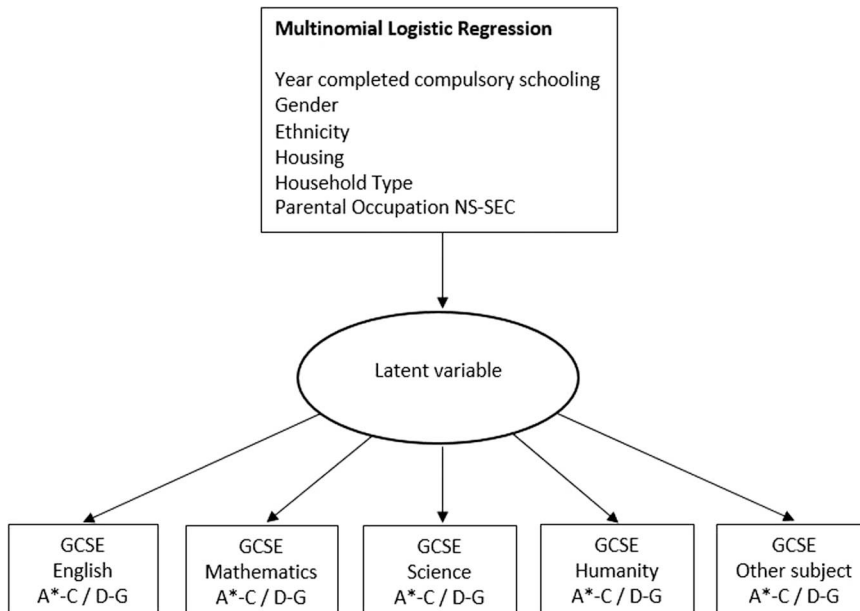 Multinomial Logistic Regression
Year completed compulsory schooling
Gender
Ethnicity
Housing
Household Type
Parental Occupation NS-SEC
Latent variable
GCSE
English
A*-C / D-G
GCSE
Mathematics
A*-C / D-G
GCSE
Science
A*-C / D-G
GCSE
Humanity
A*-C / D-G
GCSE
Other subject
A*-C / D-G